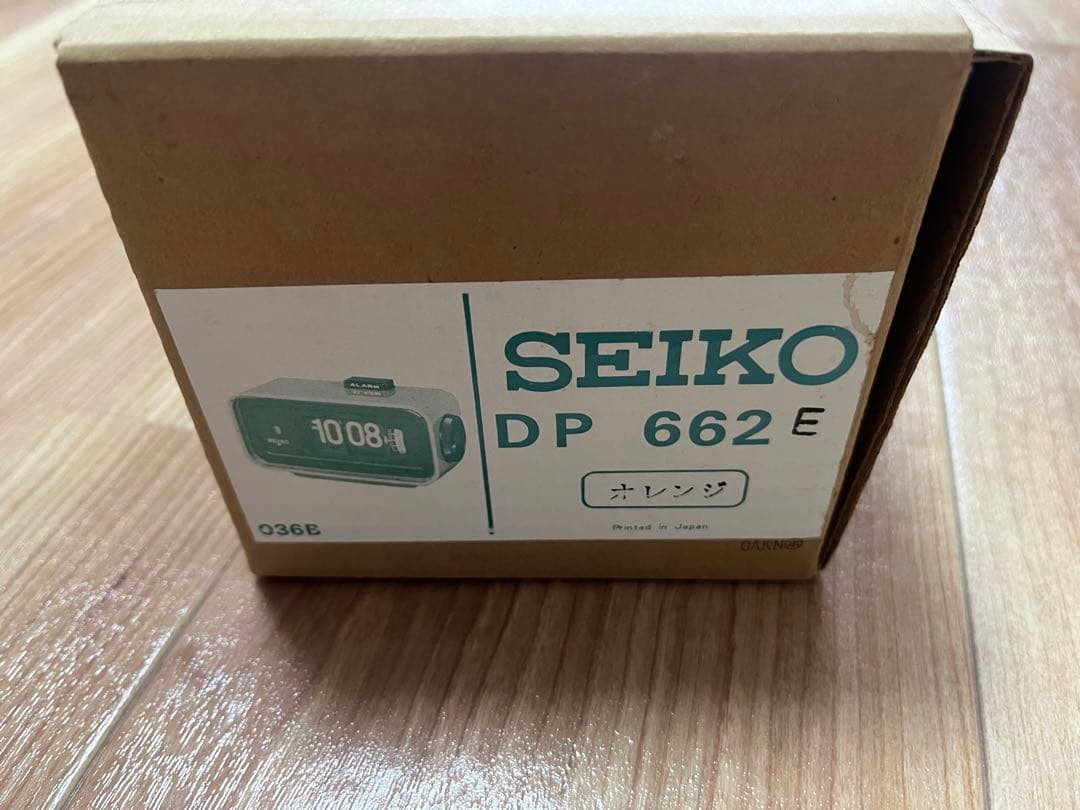 ALARM
10 08
SEIKO
DP 662 E
オレンジ
036B
Printed in Japan